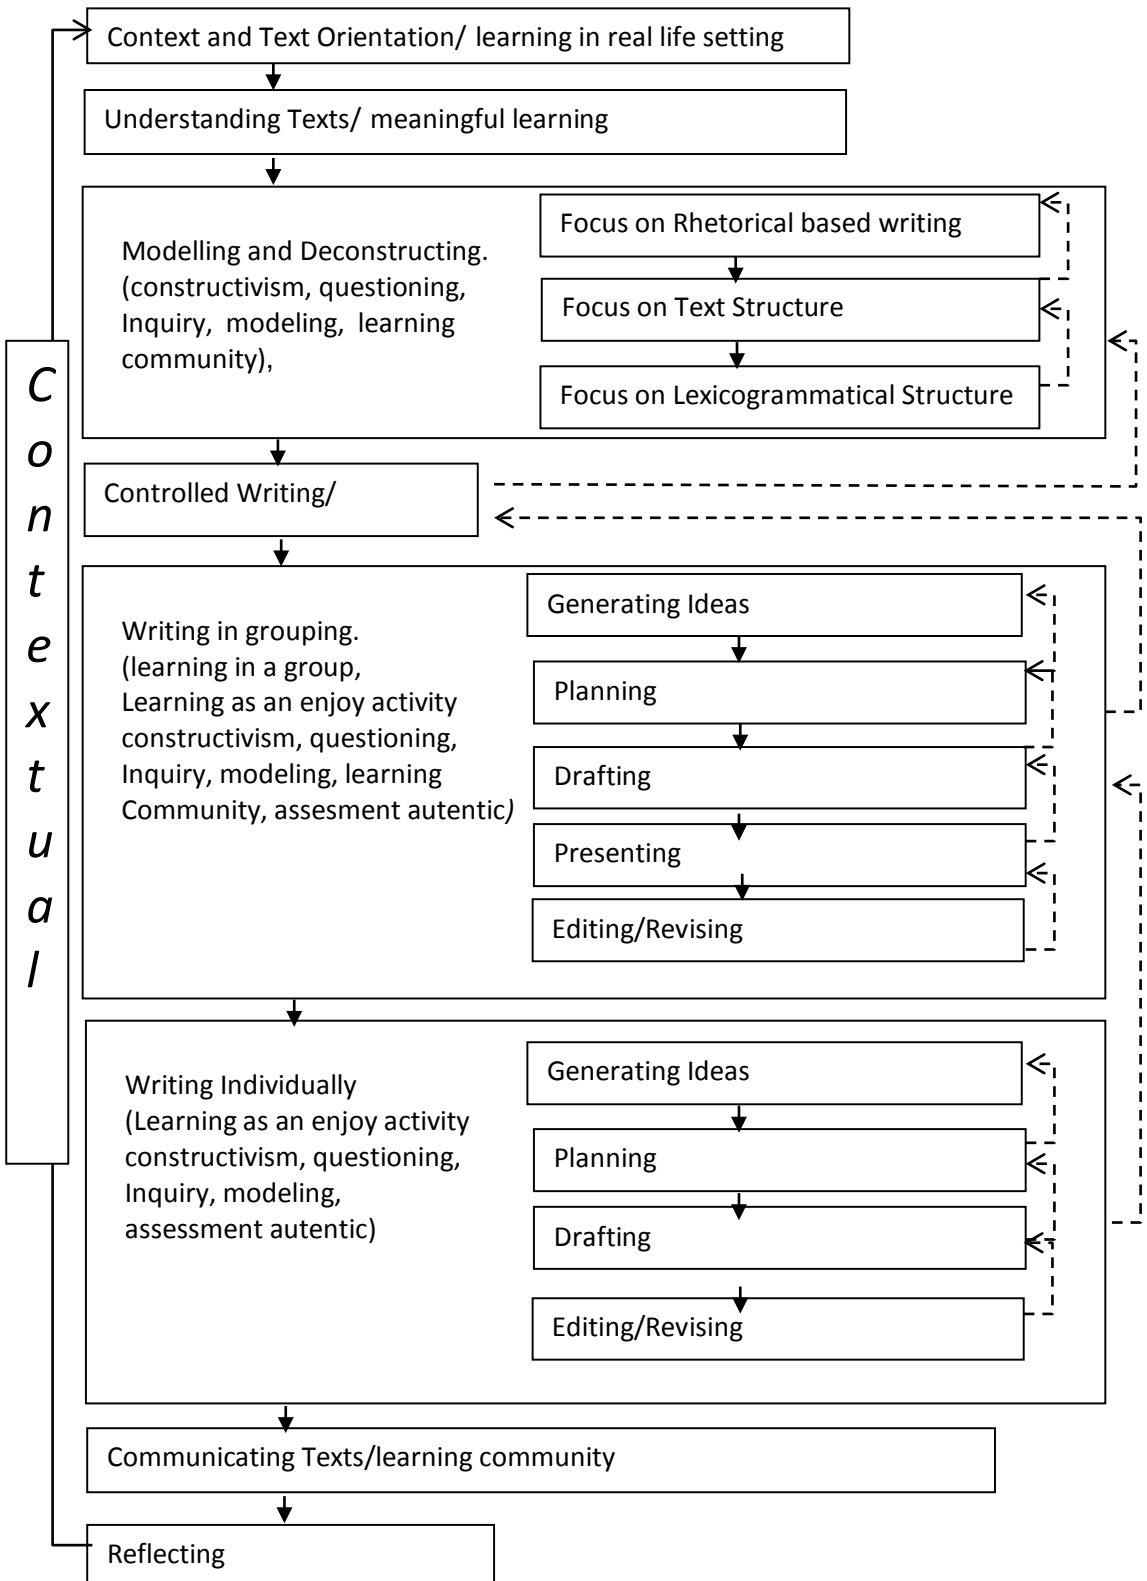 Context and Text Orientation/ learning in real life setting
Understanding Texts/ meaningful learning
Modelling and Deconstructing.
(constructivism, questioning,
Inquiry, modeling, learning
community),
Focus on Rhetorical based writing
Focus on Text Structure
Focus on Lexicogrammatical Structure
Contextual
Controlled Writing/
Writing in grouping.
(learning in a group,
Learning as an enjoy activity
constructivism, questioning,
Inquiry, modeling, learning
Community, assesment autentic)
Generating Ideas
Planning
Drafting
Presenting
Editing/Revising
Writing Individually
(Learning as an enjoy activity
constructivism, questioning,
Inquiry, modeling,
assessment autentic)
Generating Ideas
Planning
Drafting
Editing/Revising
Communicating Texts/learning community
Reflecting